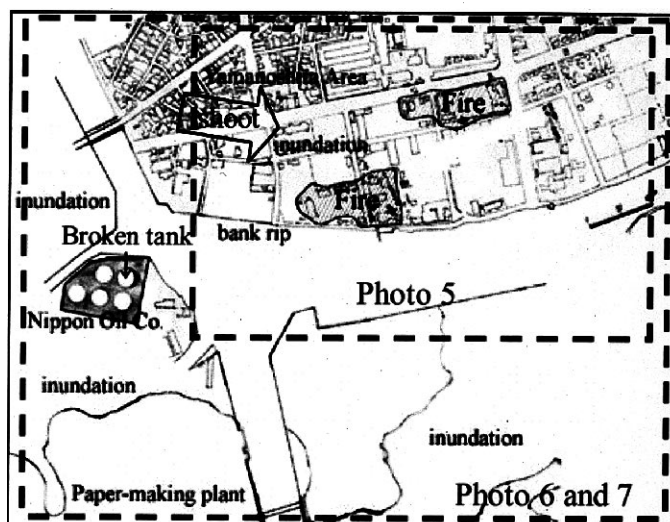 Yamanoshita Area
Shoot
Fire
inundation
Fire
inundation
bank rip
Broken tank
Photo 5
Nippon Oil Co.
inundation
inundation
Paper-making plant
Photo 6 and 7